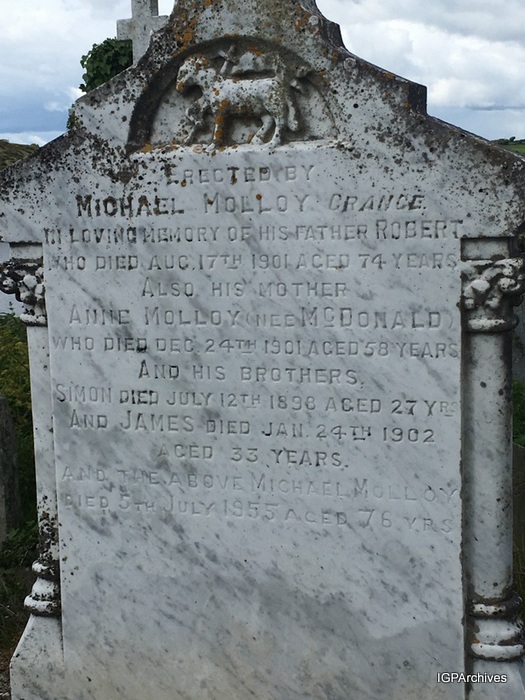 ERECTED BY
MICHAEL MOLLOY GRANGE
IN LOVING MEMORY OF HIS FATHER ROBERT
WHO DIED AUG. 17TH 1901 AGED 74 YEARS
ALSO HIS MOTHER
ANNE MOLLOY (NEE MCDONALD)
WHO DIED DEC. 24TH 1901 AGED 58 YEARS
AND HIS BROTHERS,
SIMON DIED JULY 12TH 1898 AGED 27 YRS
AND JAMES DIED JAN. 24TH 1902
AGED 33 YEARS.
AND THE ABOVE MICHAEL MOLLOY
DIED 5TH JULY 1955 AGED 78 YRS
IGPArchives